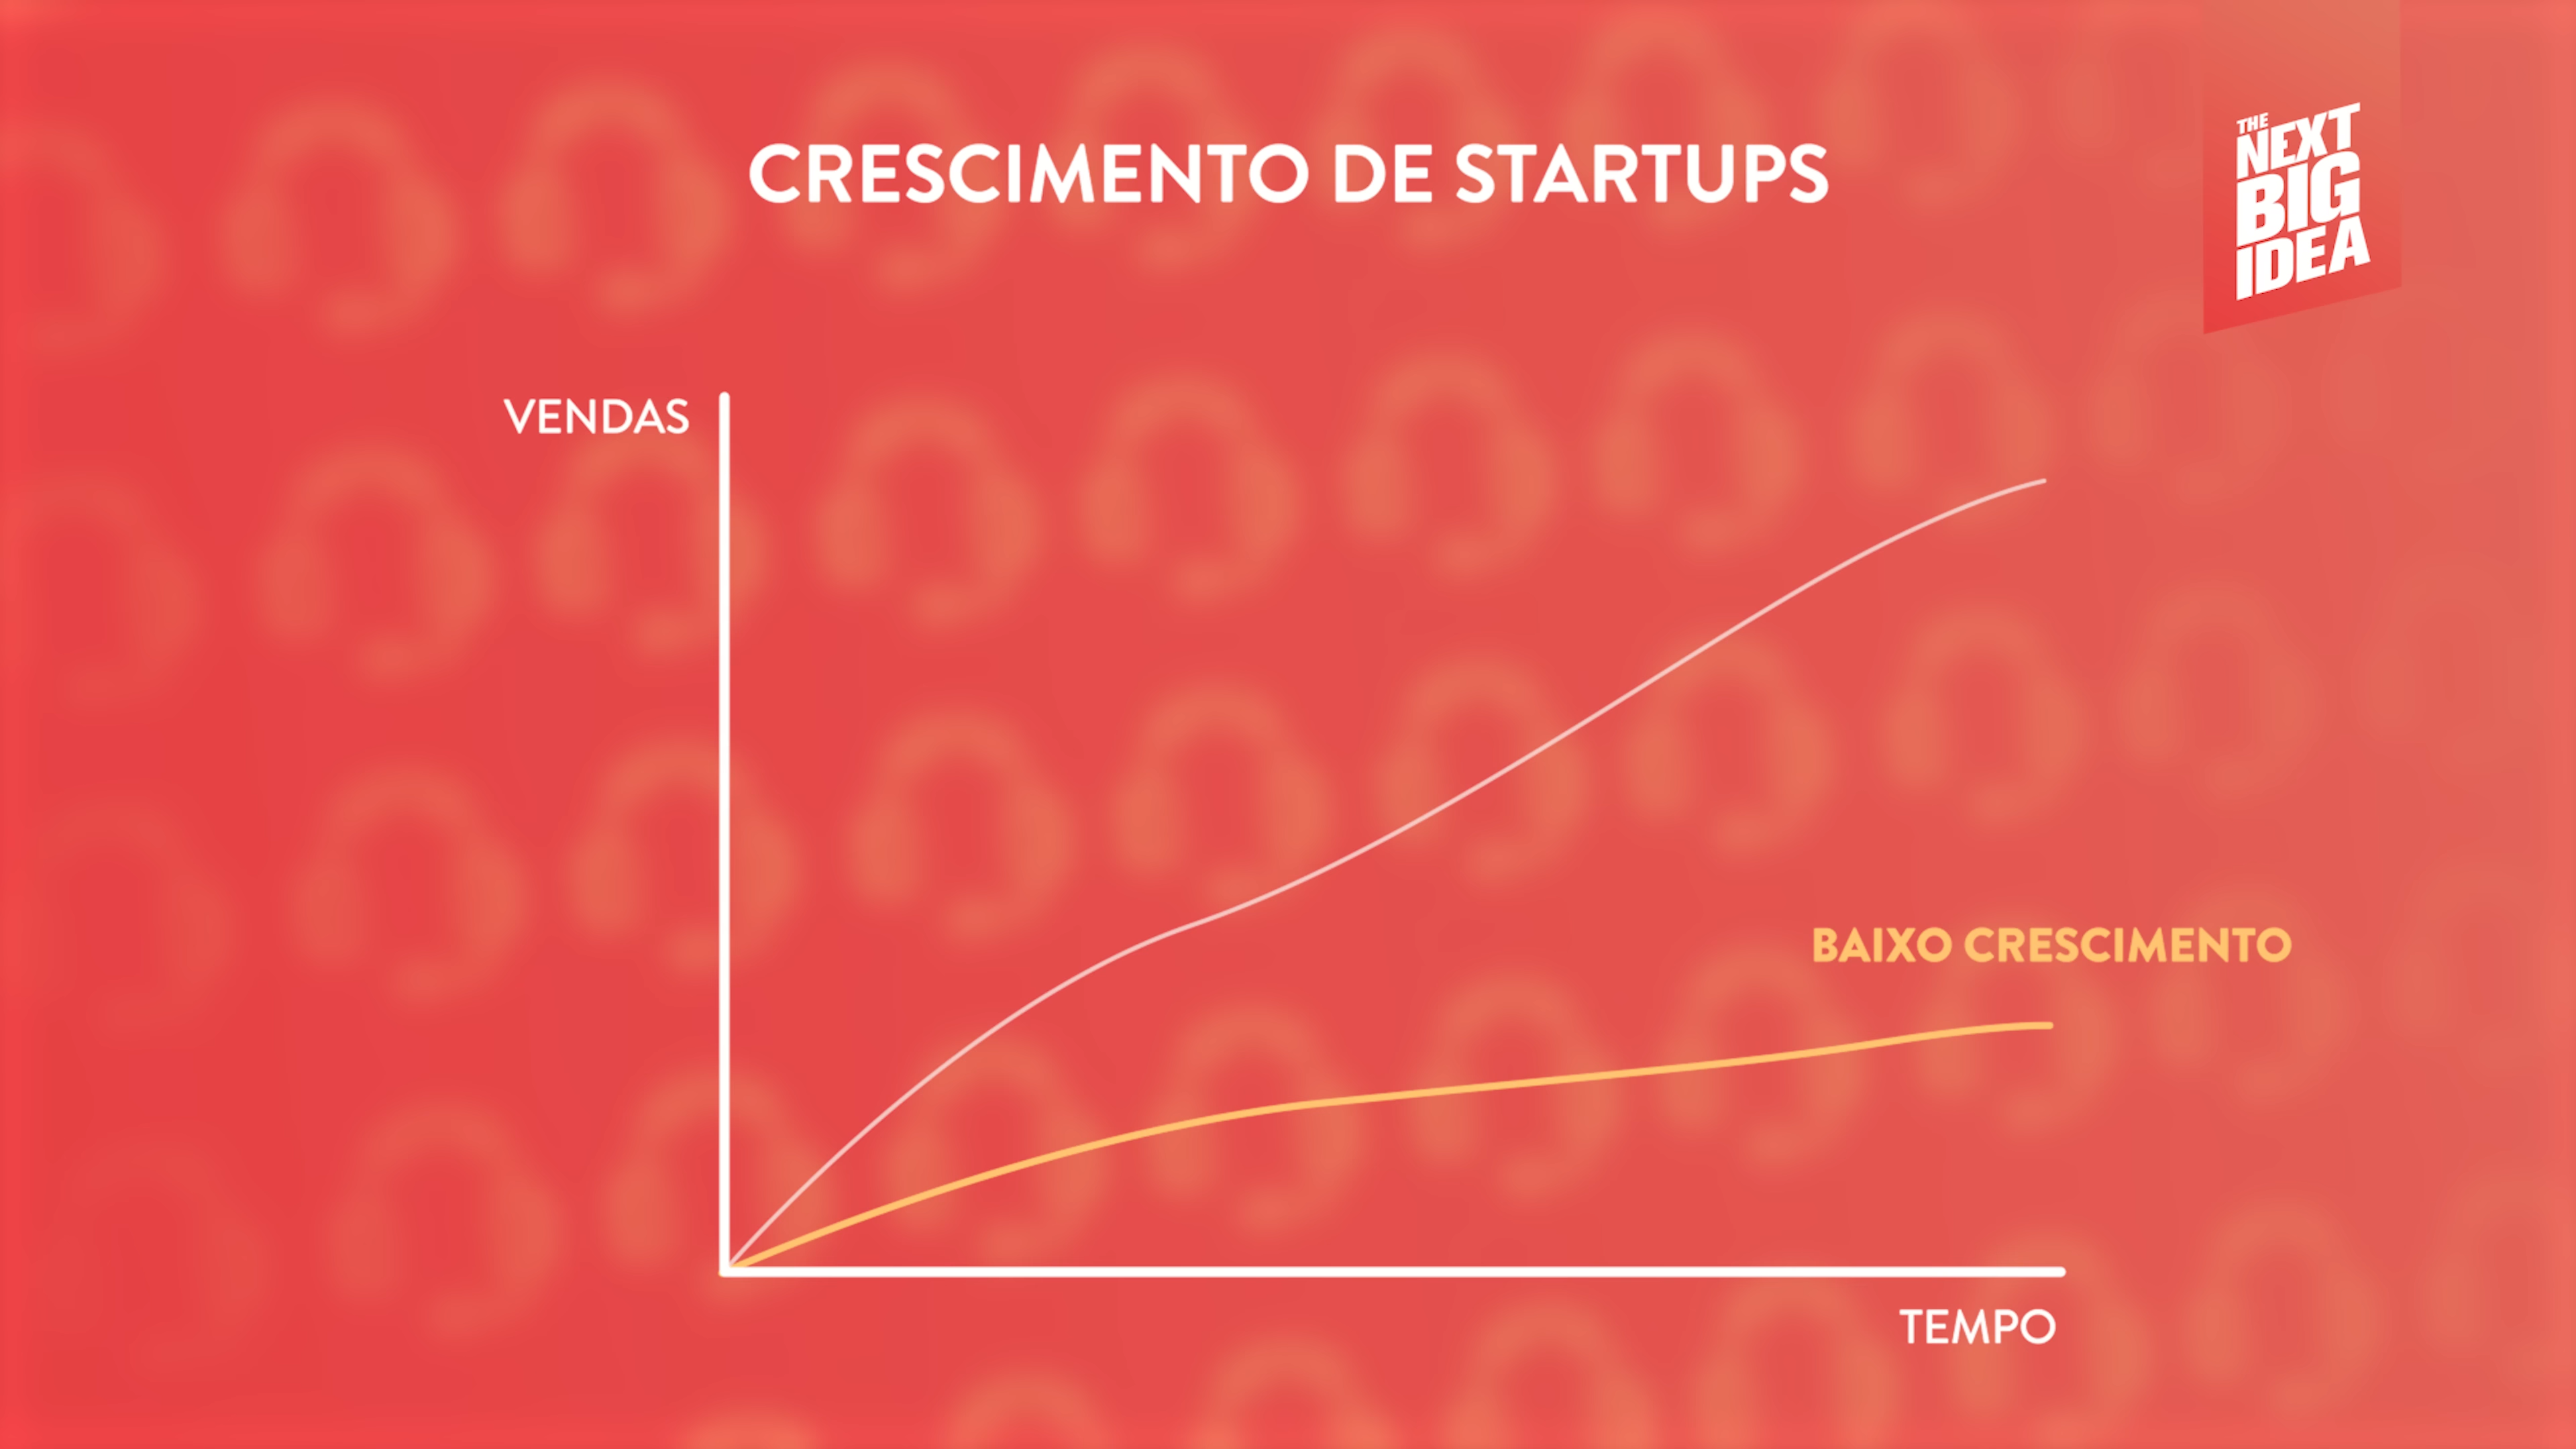 CRESCIMENTO DE STARTUPS
THE
NEXT
BIG
IDEA
VENDAS
BAIXO CRESCIMENTO
TEMPO